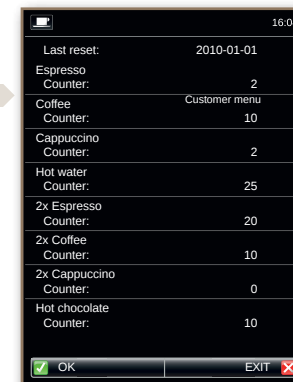 16:0
Last reset: 2010-01-01
Espresso
Counter: 2
Customer menu
Coffee
Counter: 10
Cappuccino
Counter: 2
Hot water
Counter: 25
2x Espresso
Counter: 20
2x Coffee
Counter: 10
2x Cappuccino
Counter: 0
Hot chocolate
Counter: 10
OK EXIT